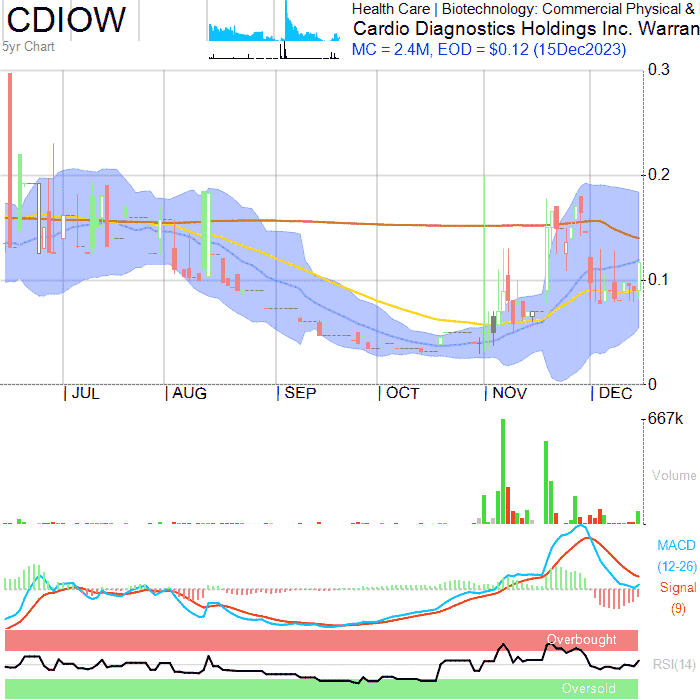 CDIOW
5yr Chart
Health Care | Biotechnology: Commercial Physical &
Cardio Diagnostics Holdings Inc. Warran
MC = 2.4M, EOD = $0.12 (15Dec2023)
0.3
0.2
0.1
0
JUL
AUG
SEP
OCT
NOV
DEC
667k
Volume
MACD
(12-26)
Signal
(9)
Overbought
RSI(14)
Oversold